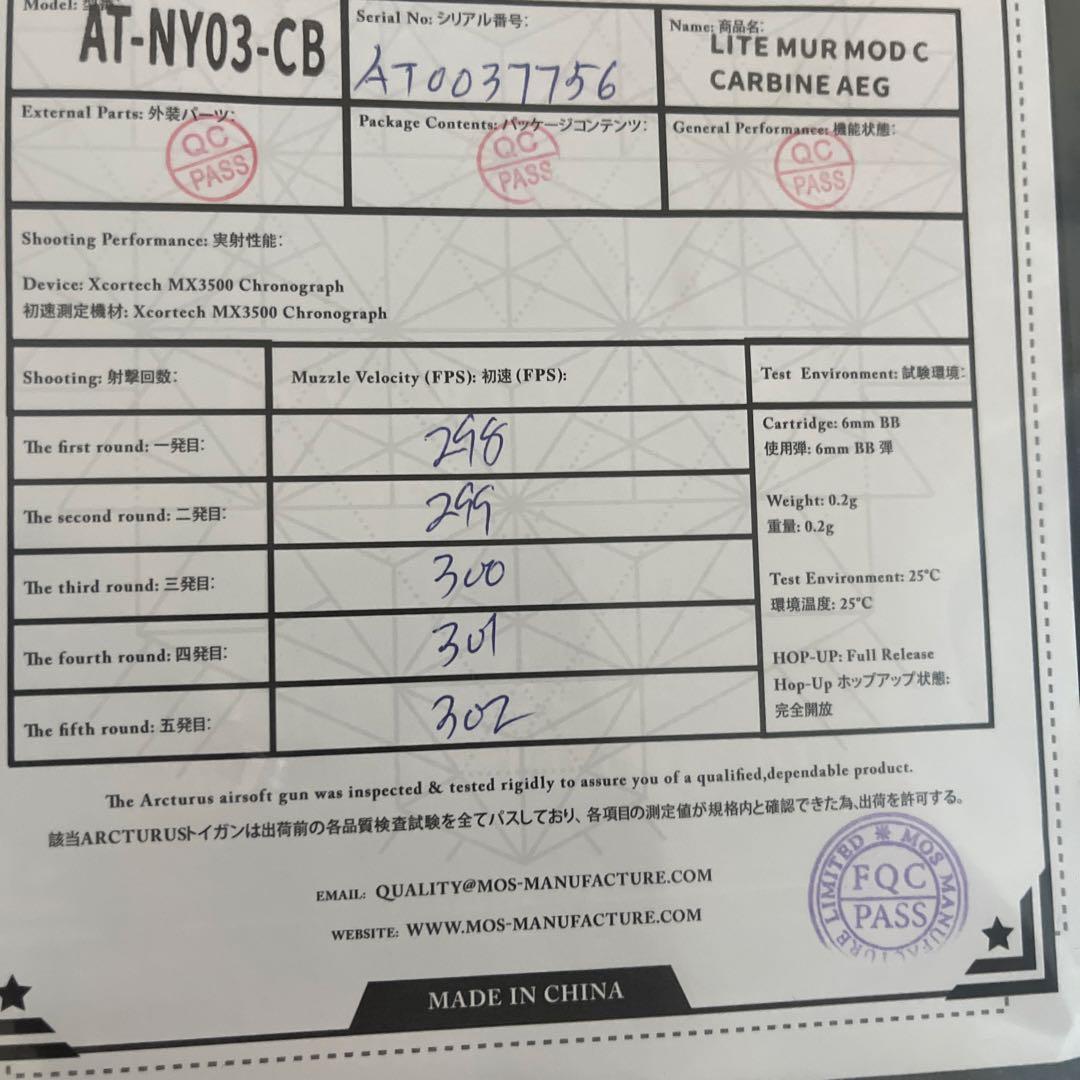 Model: 型番:
AT-NY03-CB
Serial No: シリアル番号:
AT0037756
Name: 商品名:
LITE MUR MOD C
CARBINE AEG
External Parts: 外装パーツ:
QC
PASS
Package Contents: パッケージコンテンツ:
QC
PASS
General Performance: 機能状態:
QC
PASS
Shooting Performance: 実射性能:
Device: Xcortech MX3500 Chronograph
初速測定機材: Xcortech MX3500 Chronograph
Shooting: 射撃回数:
Muzzle Velocity (FPS): 初速 (FPS):
Test Environment: 試験環境:
The first round: 一発目:
298
The second round: 二発目:
299
The third round: 三発目:
300
The fourth round: 四発目:
301
The fifth round: 五発目:
302
Cartridge: 6mm BB
使用弾: 6mm BB 弾
Weight: 0.2g
重量: 0.2g
Test Environment: 25°C
環境温度: 25°C
HOP-UP: Full Release
Hop-Up ホップアップ状態:
完全開放
The Arcturus airsoft gun was inspected & tested rigidly to assure you of a qualified,dependable product.
該当ARCTURUSトイガンは出荷前の各品質検査試験を全てパスしており、各項目の測定値が規格内と確認できた為、出荷を許可する。
EMAIL: QUALITY@MOS-MANUFACTURE.COM
WEBSITE: WWW.MOS-MANUFACTURE.COM
MOS MANUFACTURE LIMITED
FQC
PASS
MADE IN CHINA